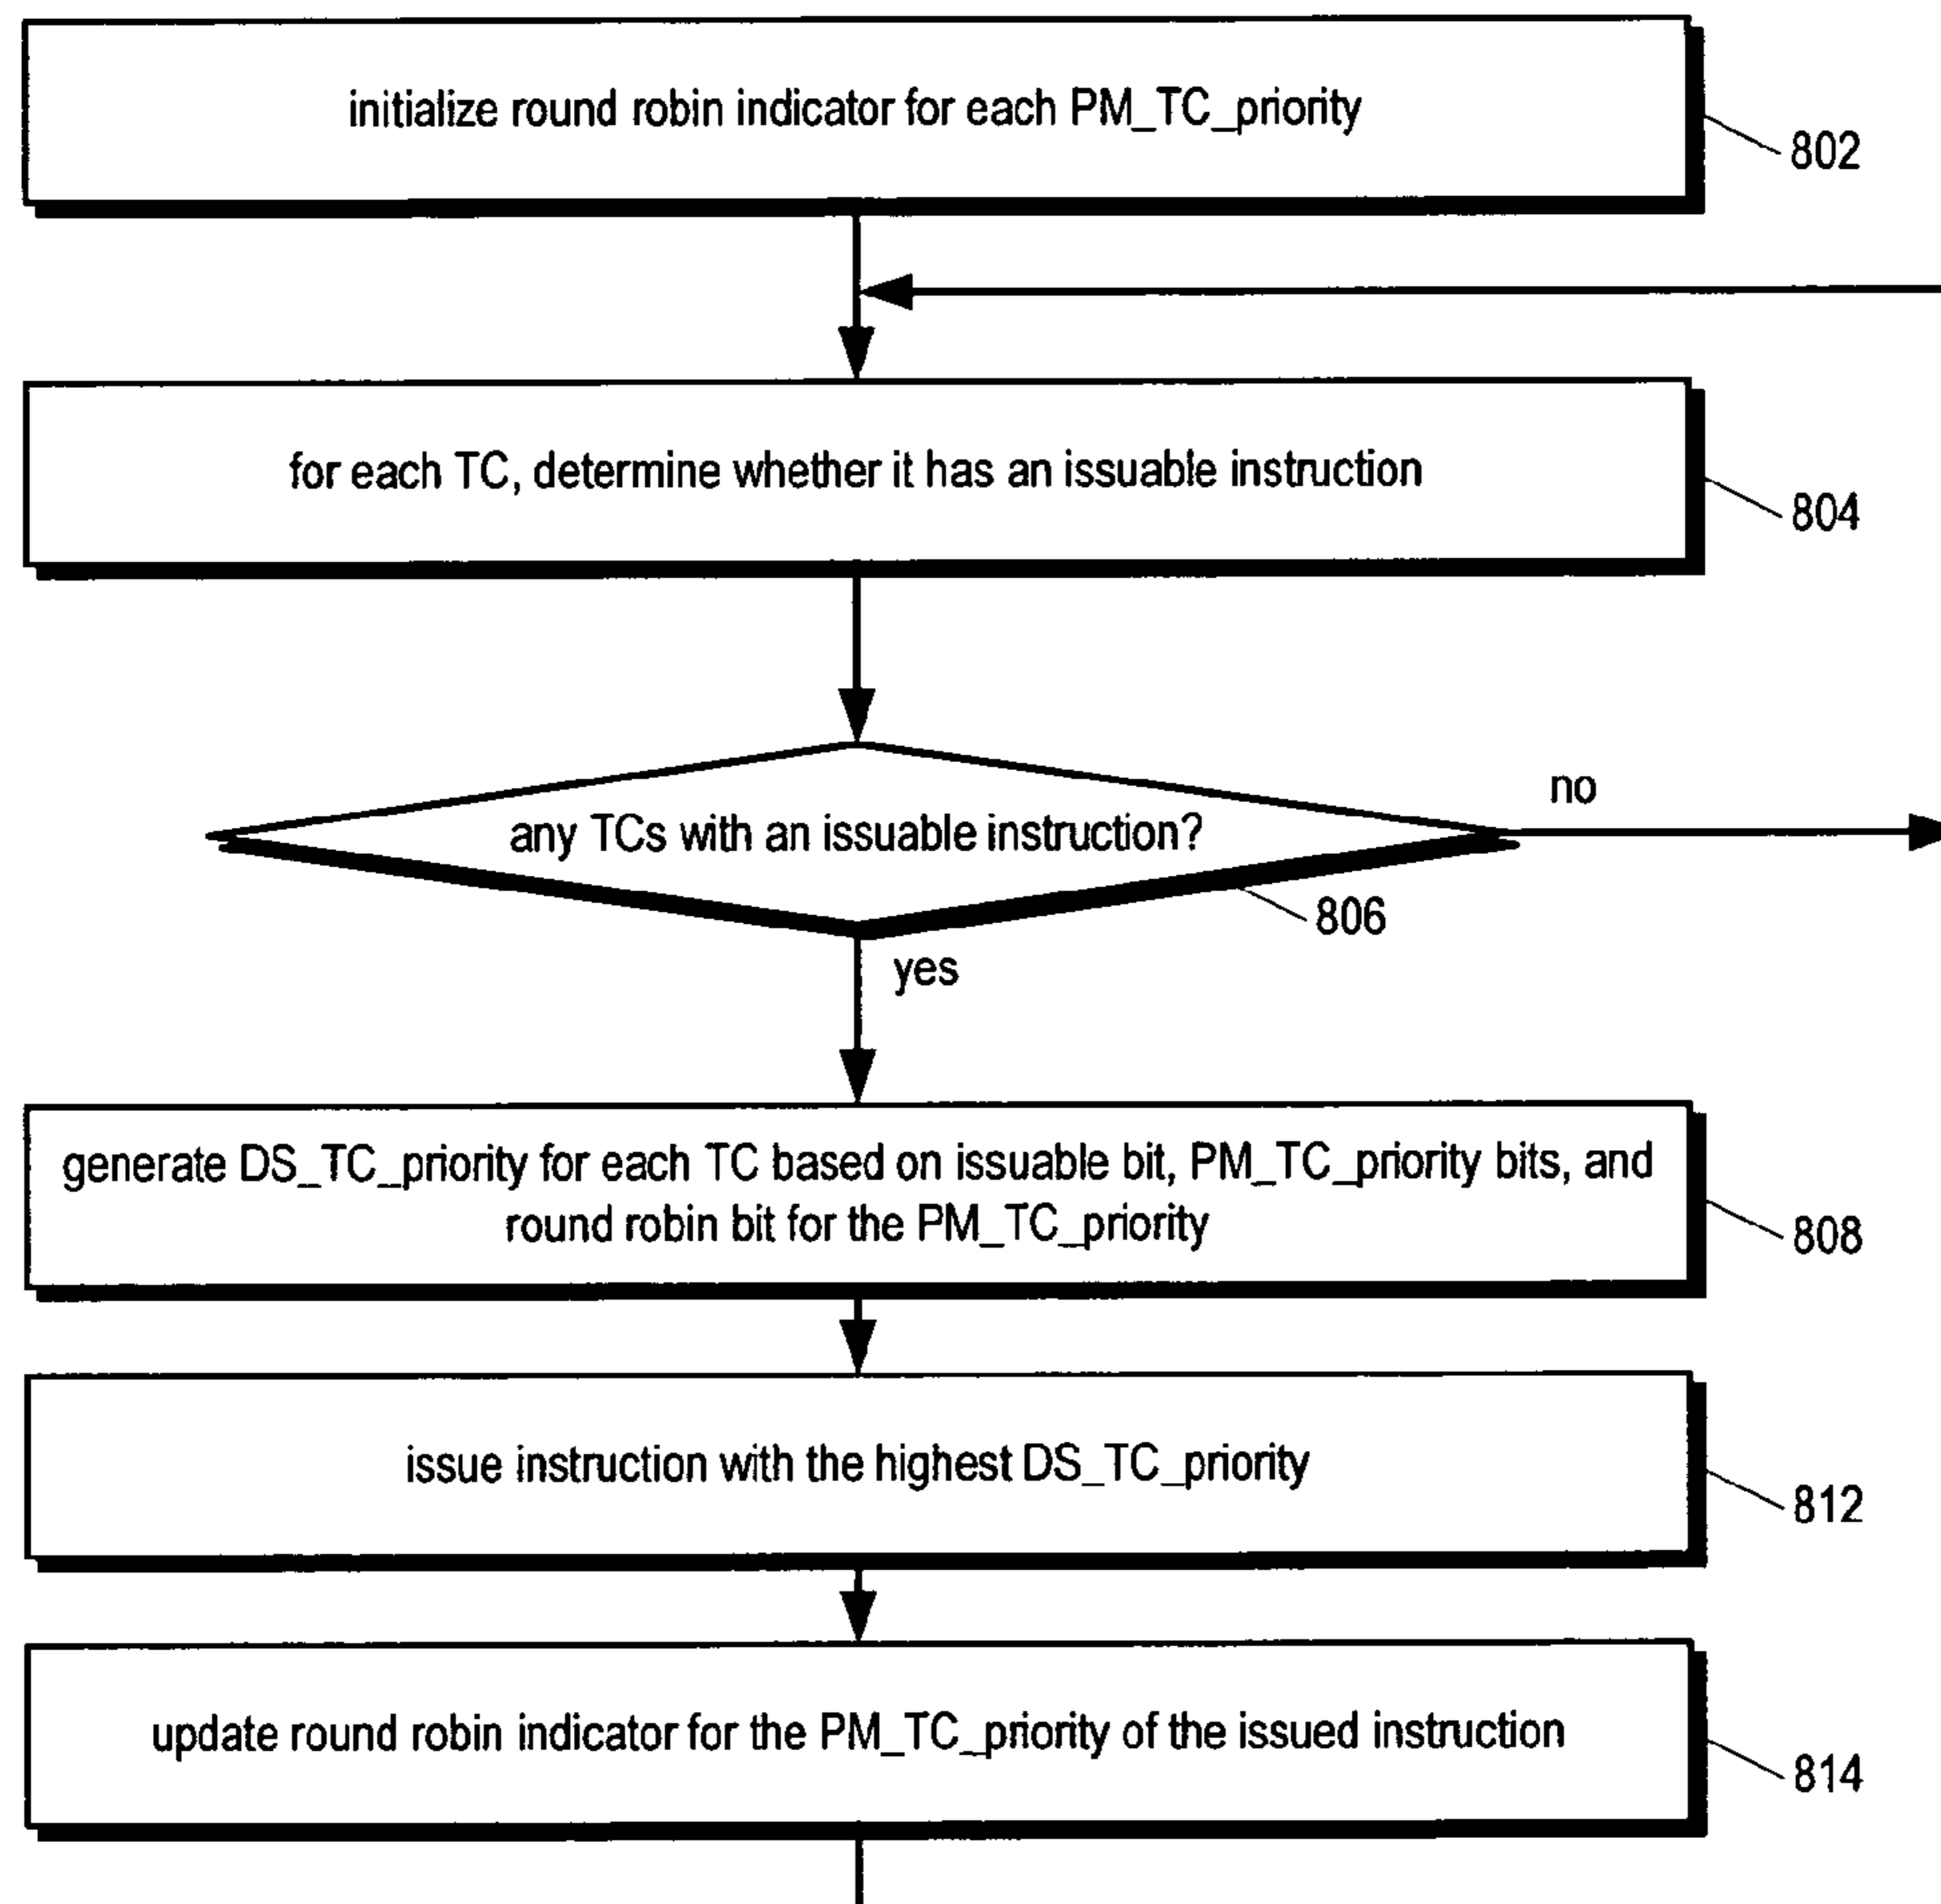 initialize round robin indicator for each PM_TC_priority
802
for each TC, determine whether it has an issuable instruction
804
no
any TCs with an issuable instruction?
806
yes
generate DS_TC_priority for each TC based on issuable bit, PM_TC_priority bits, and
round robin bit for the PM_TC_priority
808
issue instruction with the highest DS_TC_priority
812
update round robin indicator for the PM_TC_priority of the issued instruction
814